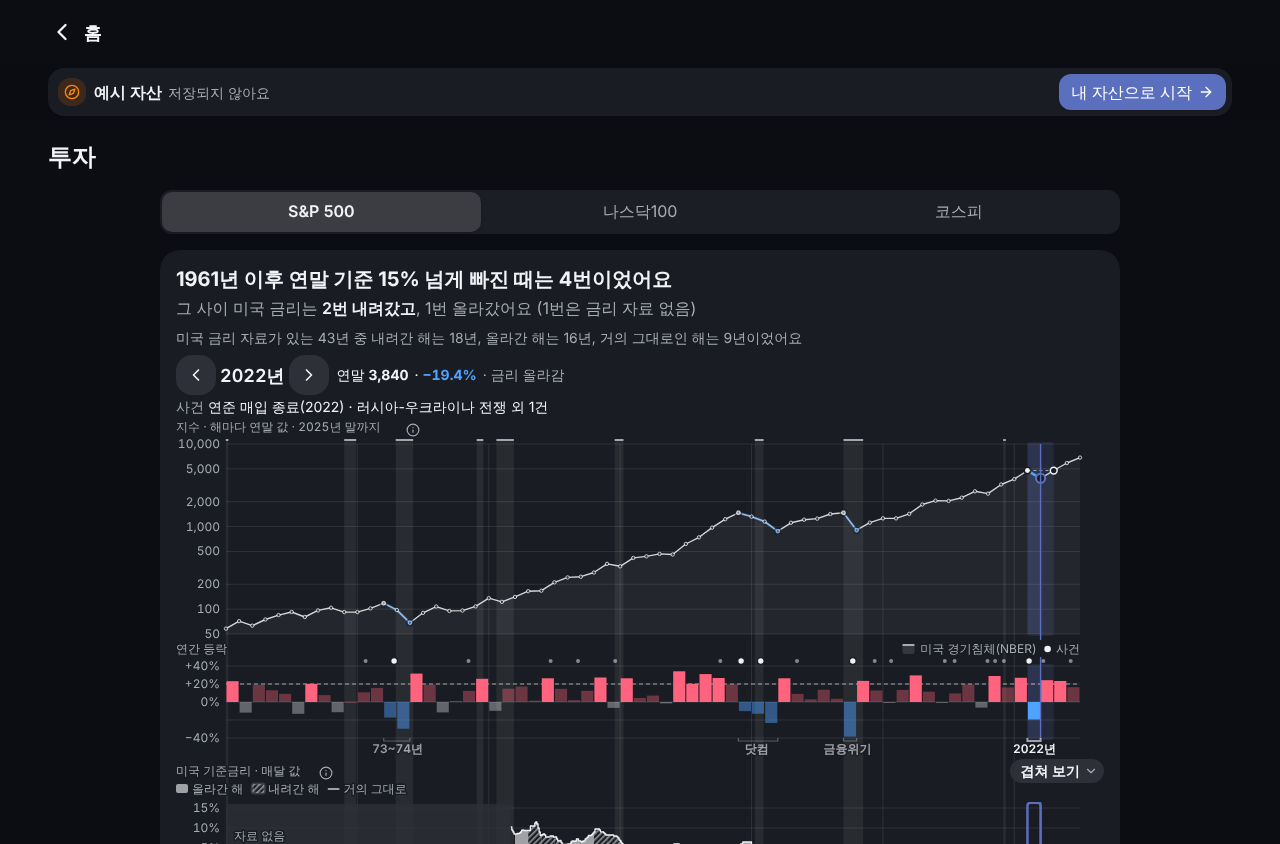 홈
예시 자산 저장되지 않아요
내 자산으로 시작
투자
S&P 500 나스닥100 코스피
1961년 이후 연말 기준 15% 넘게 빠진 때는 4번이었어요
그 사이 미국 금리는 2번 내려갔고, 1번 올라갔어요 (1번은 금리 자료 없음)
미국 금리 자료가 있는 43년 중 내려간 해는 18년, 올라간 해는 16년, 거의 그대로인 해는 9년이었어요
2022년 연말 3,840 · −19.4% · 금리 올라감
사건 연준 매입 종료(2022) · 러시아-우크라이나 전쟁 외 1건
지수 · 해마다 연말 값 · 2025년 말까지
10,000
5,000
2,000
1,000
500
200
100
50
연간 등락 미국 경기침체(NBER) 사건
+40%
+20%
0%
−40%
73~74년 닷컴 금융위기 2022년
미국 기준금리 · 매달 값
겹쳐 보기
올라간 해 내려간 해 거의 그대로
15%
10%
자료 없음